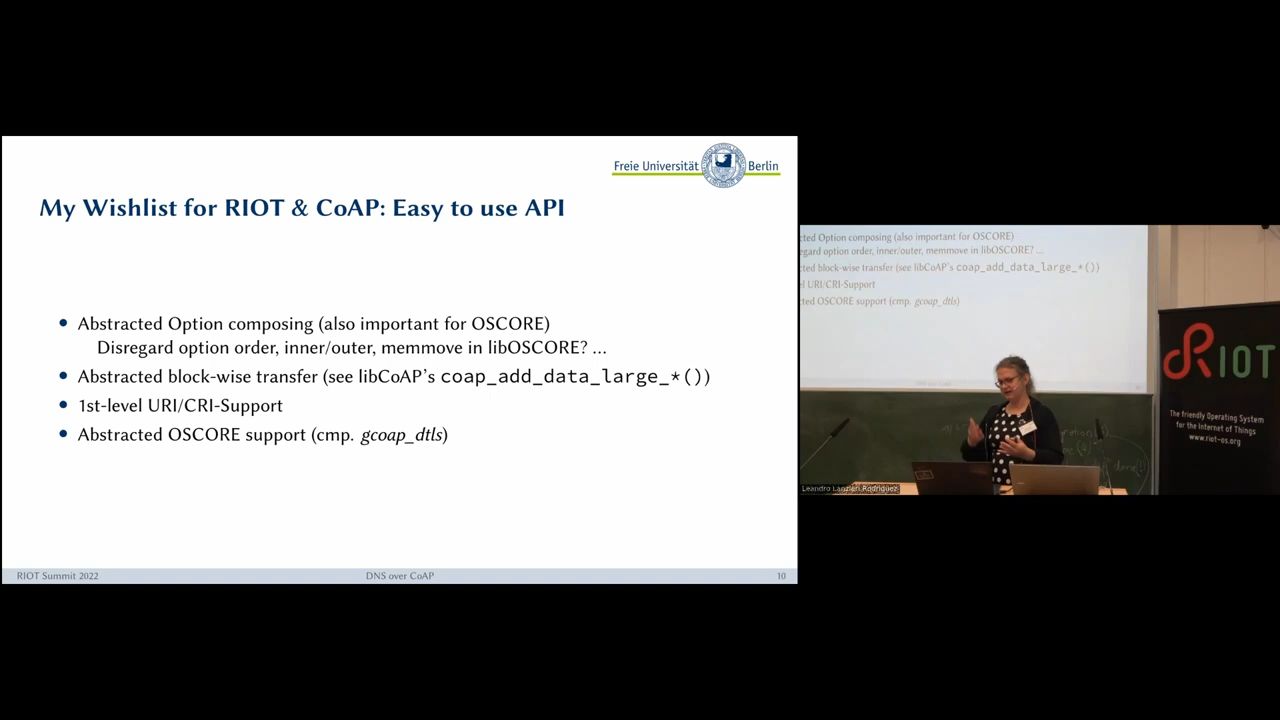 Freie Universität Berlin
My Wishlist for RIOT & CoAP: Easy to use API
• Abstracted Option composing (also important for OSCORE)
Disregard option order, inner/outer, memmove in libOSCORE? ...
• Abstracted block-wise transfer (see libCoAP's coap_add_data_large_*())
• 1st-level URI/CRI-Support
• Abstracted OSCORE support (cmp. gcoap_dtls)
RIOT Summit 2022
DNS over CoAP
10
cted Option composing (also important for OSCORE)
egard option order, inner/outer, memmove in libOSCORE? ...
cted block-wise transfer (see libCoAP's coap_add_data_large_*())
el URI/CRI-Support
cted OSCORE support (cmp. gcoap_dtls)
RIOT
The friendly Operating System
for the Internet of Things
www.riot-os.org
Leandro Lanzieri Rodriguez